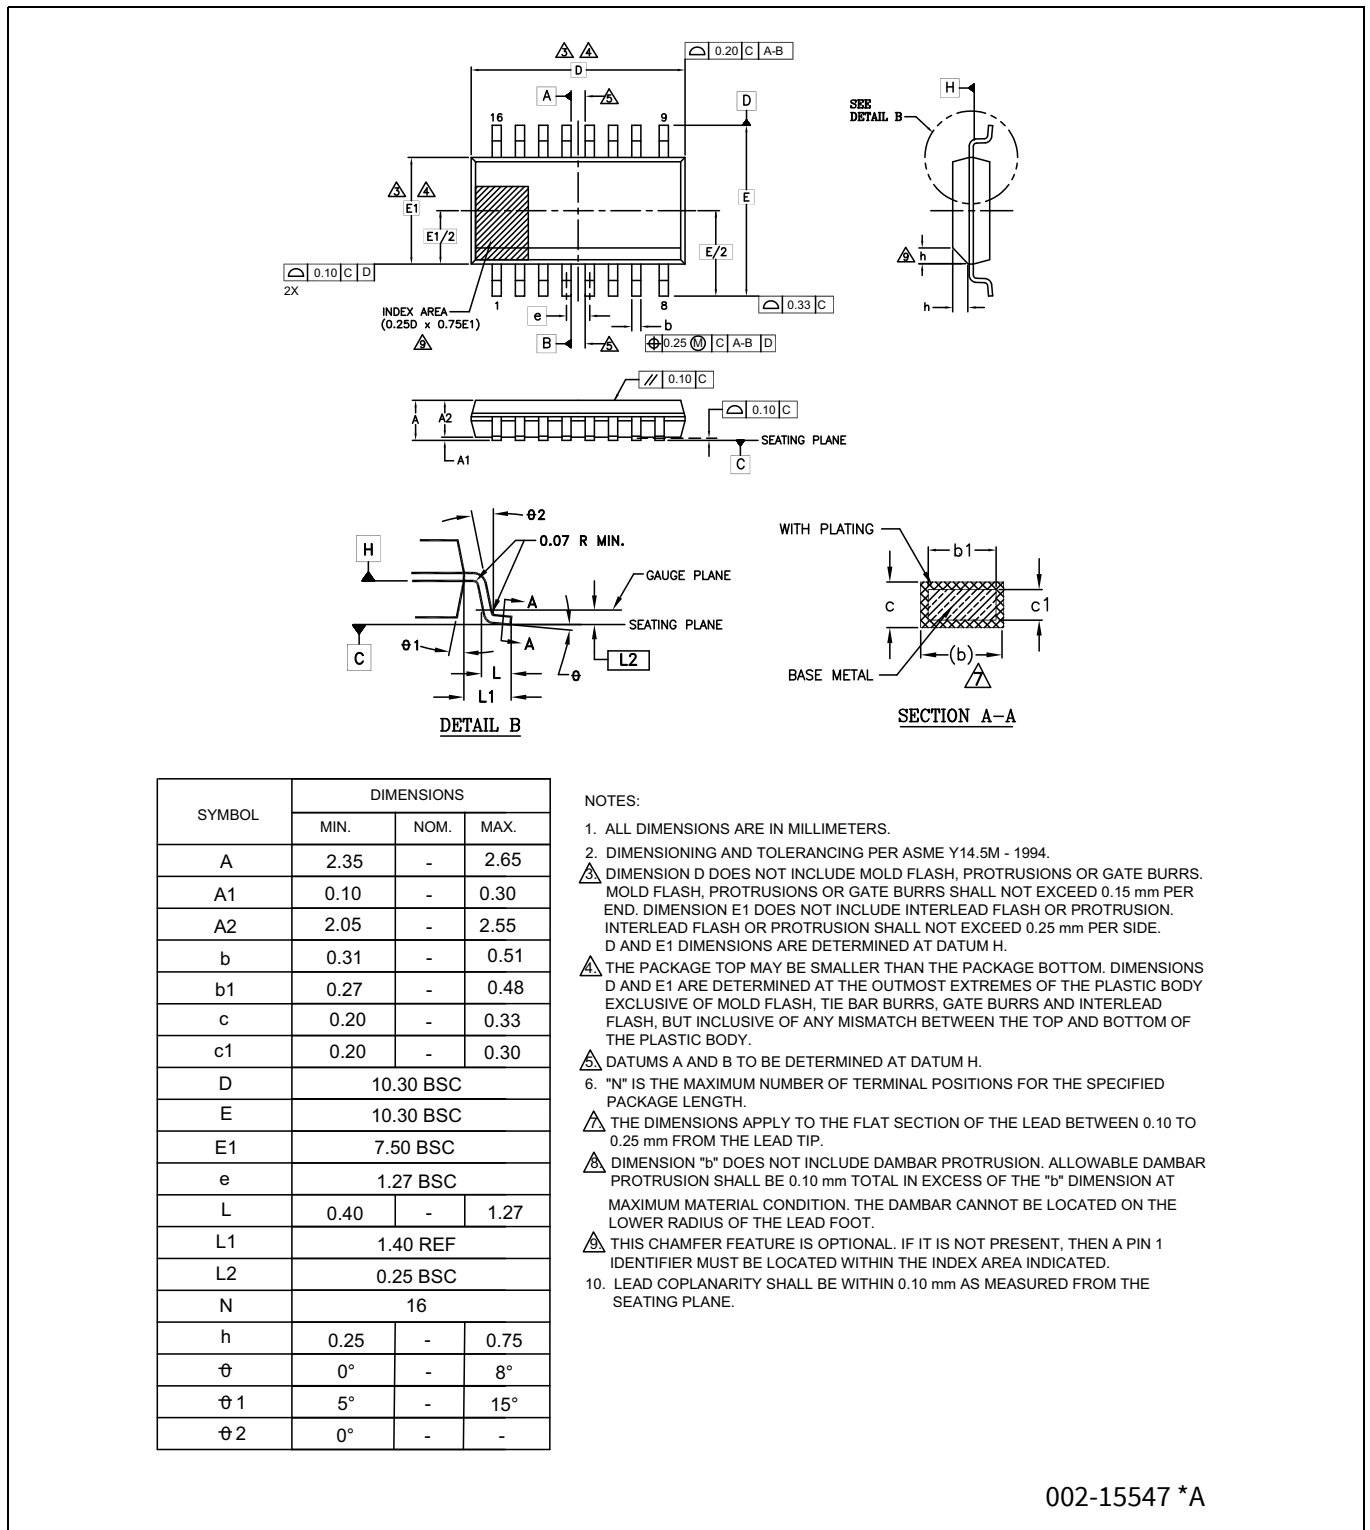 3 4
D
⌓ 0.20 C A-B
A 5
D
H
SEE
DETAIL B
16 9
3 4
E1
E1/2
E
E/2
9 h
h
⌓ 0.10 C D
2X
⌓ 0.33 C
INDEX AREA
(0.25D x 0.75E1)
9
1 8
e b
B 5
⌖ 0.25 Ⓜ C A-B D
// 0.10 C
⌓ 0.10 C
A A2
A1
SEATING PLANE
C
θ2
0.07 R MIN.
H
GAUGE PLANE
A
SEATING PLANE
A
C
θ1
L2
L θ
L1
DETAIL B
WITH PLATING
b1
c c1
(b)
7
BASE METAL
SECTION A-A
SYMBOL DIMENSIONS
MIN. NOM. MAX.
A 2.35 - 2.65
A1 0.10 - 0.30
A2 2.05 - 2.55
b 0.31 - 0.51
b1 0.27 - 0.48
c 0.20 - 0.33
c1 0.20 - 0.30
D 10.30 BSC
E 10.30 BSC
E1 7.50 BSC
e 1.27 BSC
L 0.40 - 1.27
L1 1.40 REF
L2 0.25 BSC
N 16
h 0.25 - 0.75
θ 0° - 8°
θ 1 5° - 15°
θ 2 0° - -
NOTES:
1. ALL DIMENSIONS ARE IN MILLIMETERS.
2. DIMENSIONING AND TOLERANCING PER ASME Y14.5M - 1994.
3. DIMENSION D DOES NOT INCLUDE MOLD FLASH, PROTRUSIONS OR GATE BURRS.
MOLD FLASH, PROTRUSIONS OR GATE BURRS SHALL NOT EXCEED 0.15 mm PER
END. DIMENSION E1 DOES NOT INCLUDE INTERLEAD FLASH OR PROTRUSION.
INTERLEAD FLASH OR PROTRUSION SHALL NOT EXCEED 0.25 mm PER SIDE.
D AND E1 DIMENSIONS ARE DETERMINED AT DATUM H.
4. THE PACKAGE TOP MAY BE SMALLER THAN THE PACKAGE BOTTOM. DIMENSIONS
D AND E1 ARE DETERMINED AT THE OUTMOST EXTREMES OF THE PLASTIC BODY
EXCLUSIVE OF MOLD FLASH, TIE BAR BURRS, GATE BURRS AND INTERLEAD
FLASH, BUT INCLUSIVE OF ANY MISMATCH BETWEEN THE TOP AND BOTTOM OF
THE PLASTIC BODY.
5. DATUMS A AND B TO BE DETERMINED AT DATUM H.
6. "N" IS THE MAXIMUM NUMBER OF TERMINAL POSITIONS FOR THE SPECIFIED
PACKAGE LENGTH.
7. THE DIMENSIONS APPLY TO THE FLAT SECTION OF THE LEAD BETWEEN 0.10 TO
0.25 mm FROM THE LEAD TIP.
8. DIMENSION "b" DOES NOT INCLUDE DAMBAR PROTRUSION. ALLOWABLE DAMBAR
PROTRUSION SHALL BE 0.10 mm TOTAL IN EXCESS OF THE "b" DIMENSION AT
MAXIMUM MATERIAL CONDITION. THE DAMBAR CANNOT BE LOCATED ON THE
LOWER RADIUS OF THE LEAD FOOT.
9. THIS CHAMFER FEATURE IS OPTIONAL. IF IT IS NOT PRESENT, THEN A PIN 1
IDENTIFIER MUST BE LOCATED WITHIN THE INDEX AREA INDICATED.
10. LEAD COPLANARITY SHALL BE WITHIN 0.10 mm AS MEASURED FROM THE
SEATING PLANE.
002-15547 *A